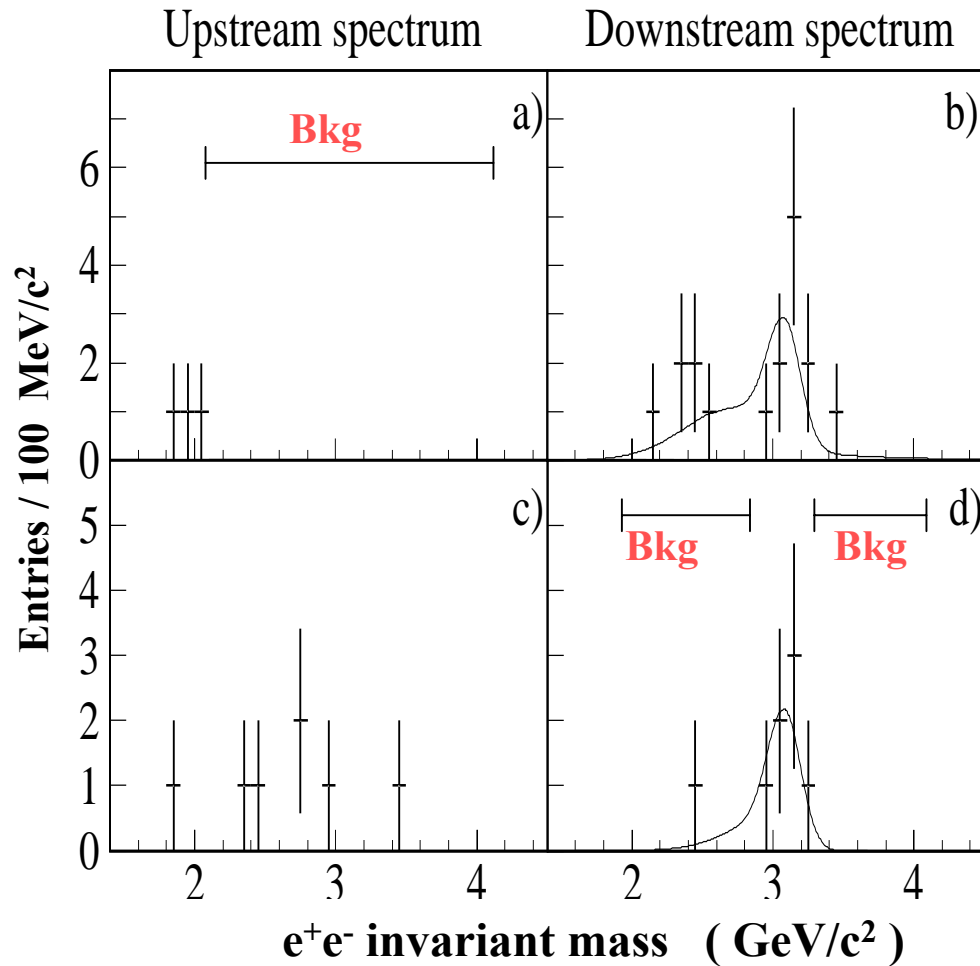 Upstream spectrum Downstream spectrum
a) b)
Bkg
6
4
2
0
c) d)
Bkg Bkg
5
4
3
2
1
0
2 3 4 2 3 4
Entries / 100 MeV/c²
e⁺e⁻ invariant mass ( GeV/c² )